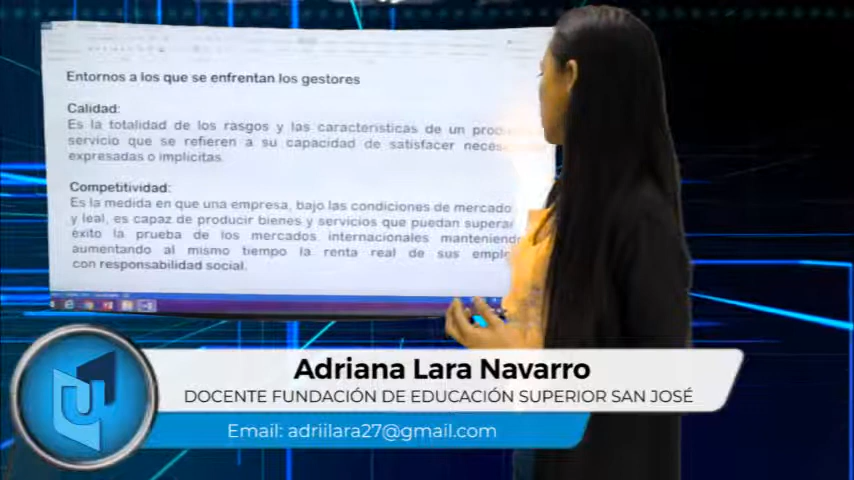 Entornos a los que se enfrentan los gestores
Calidad:
Es la totalidad de los rasgos y las características de un
servicio que se refieren a su capacidad de satisfacer
expresadas o implícitas.
Competitividad:
Es la medida en que una empresa, bajo las condiciones de mercado
y leal, es capaz de producir bienes y servicios que puedan
éxito la prueba de los mercados internacionales
aumentando al mismo tiempo la renta real de sus
con responsabilidad social.
Adriana Lara Navarro
DOCENTE FUNDACIÓN DE EDUCACIÓN SUPERIOR SAN JOSÉ
Email: adriilara27@gmail.com